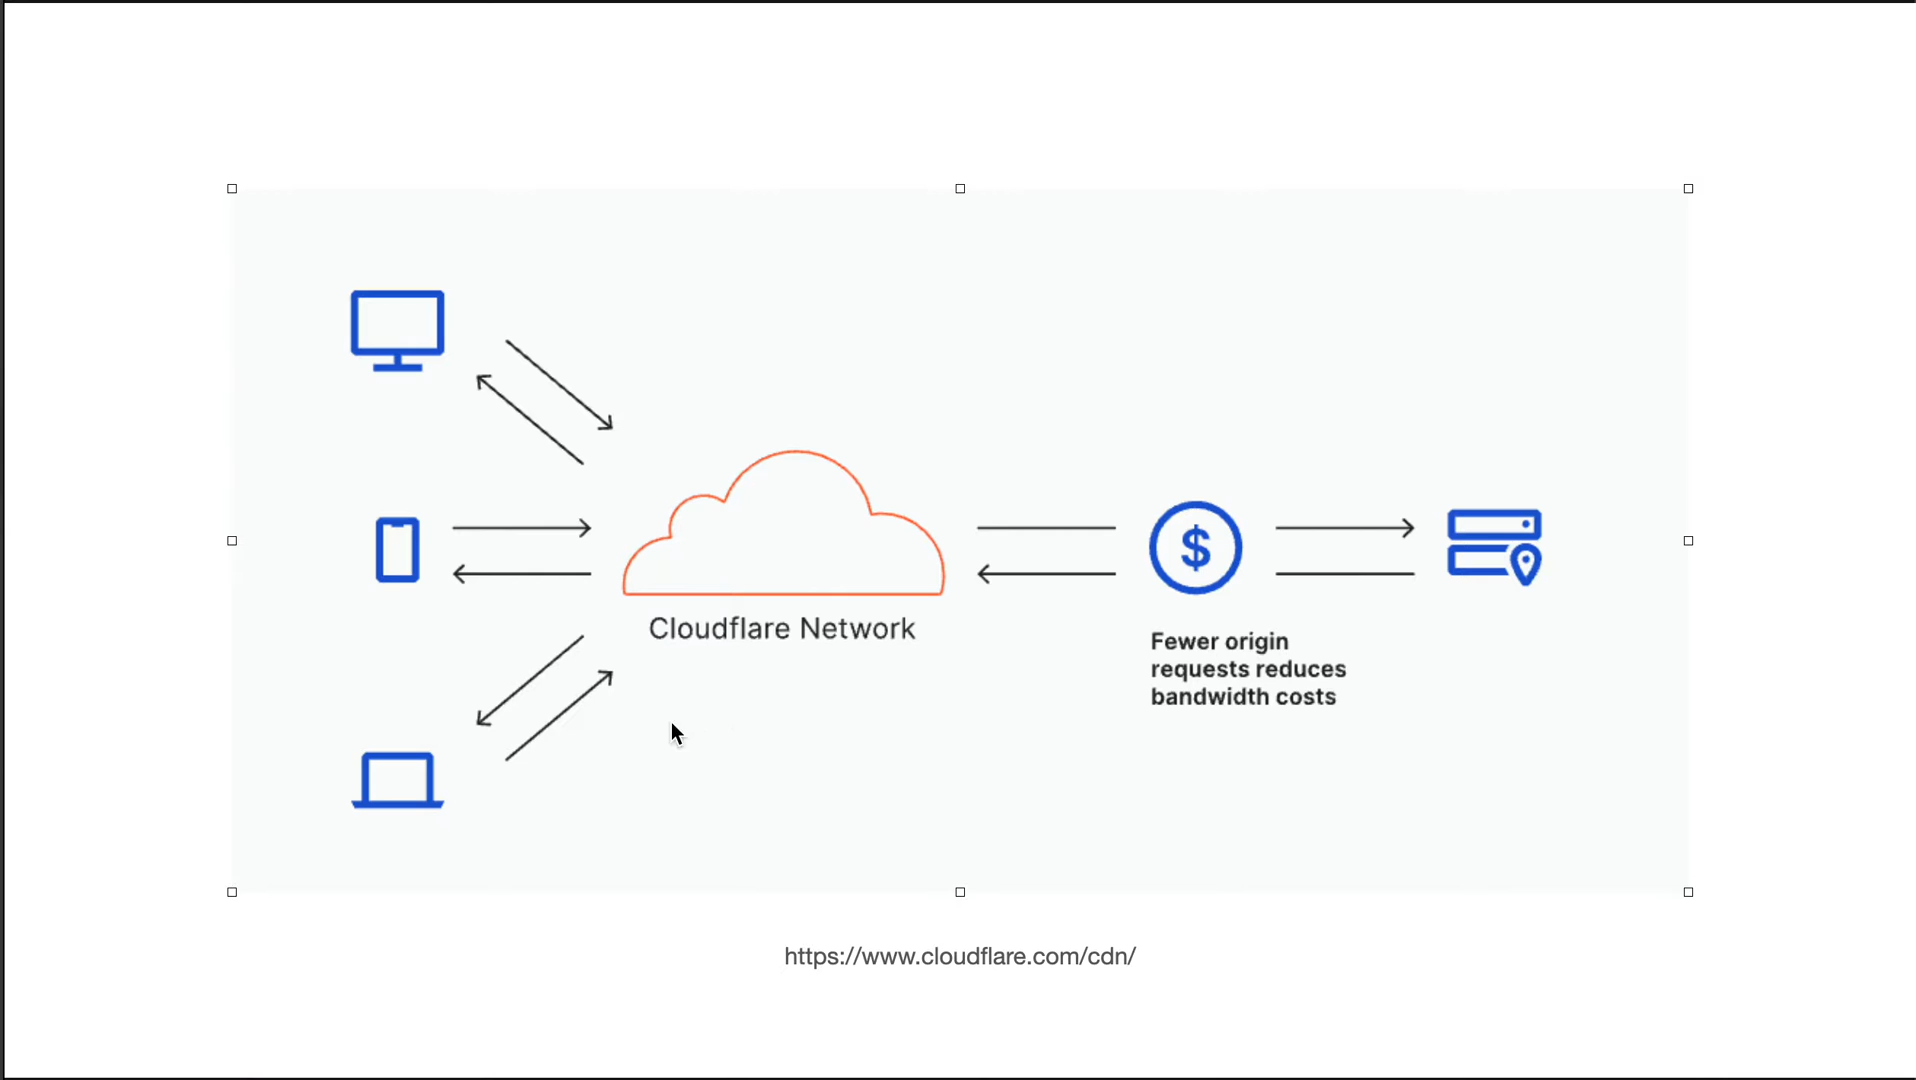 Cloudflare Network
$
Fewer origin
requests reduces
bandwidth costs
https://www.cloudflare.com/cdn/